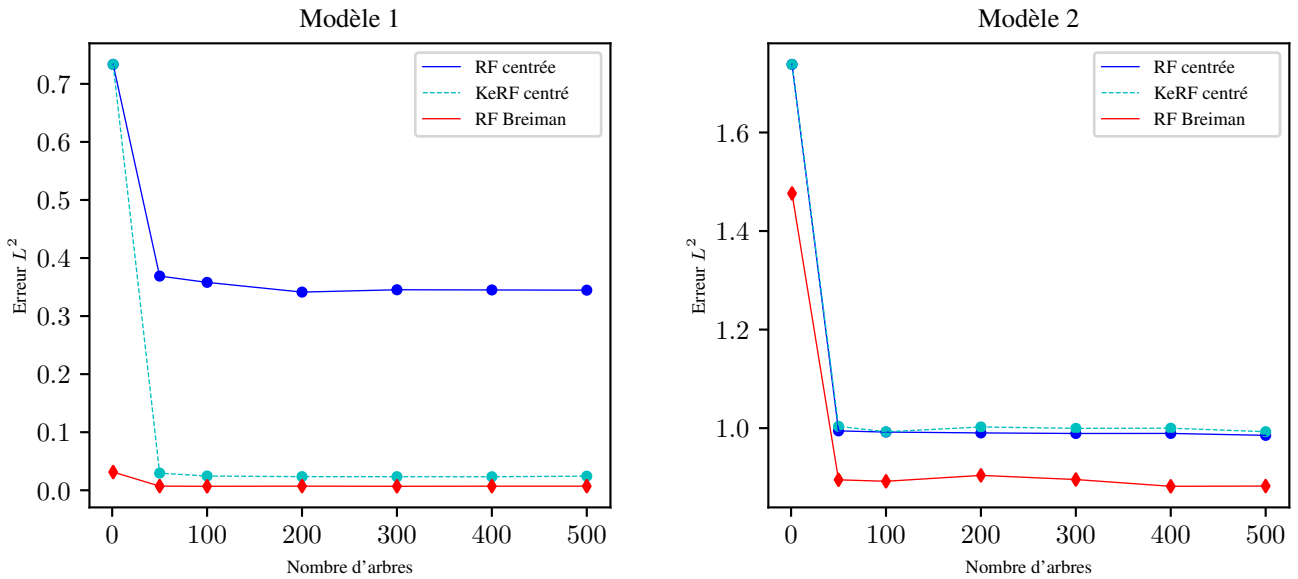 Modèle 1
0.7
0.6
0.5
0.4
0.3
0.2
0.1
0.0
Erreur L²
RF centrée
KeRF centré
RF Breiman
0 100 200 300 400 500
Nombre d'arbres
Modèle 2
1.6
1.4
1.2
1.0
Erreur L²
RF centrée
KeRF centré
RF Breiman
0 100 200 300 400 500
Nombre d'arbres